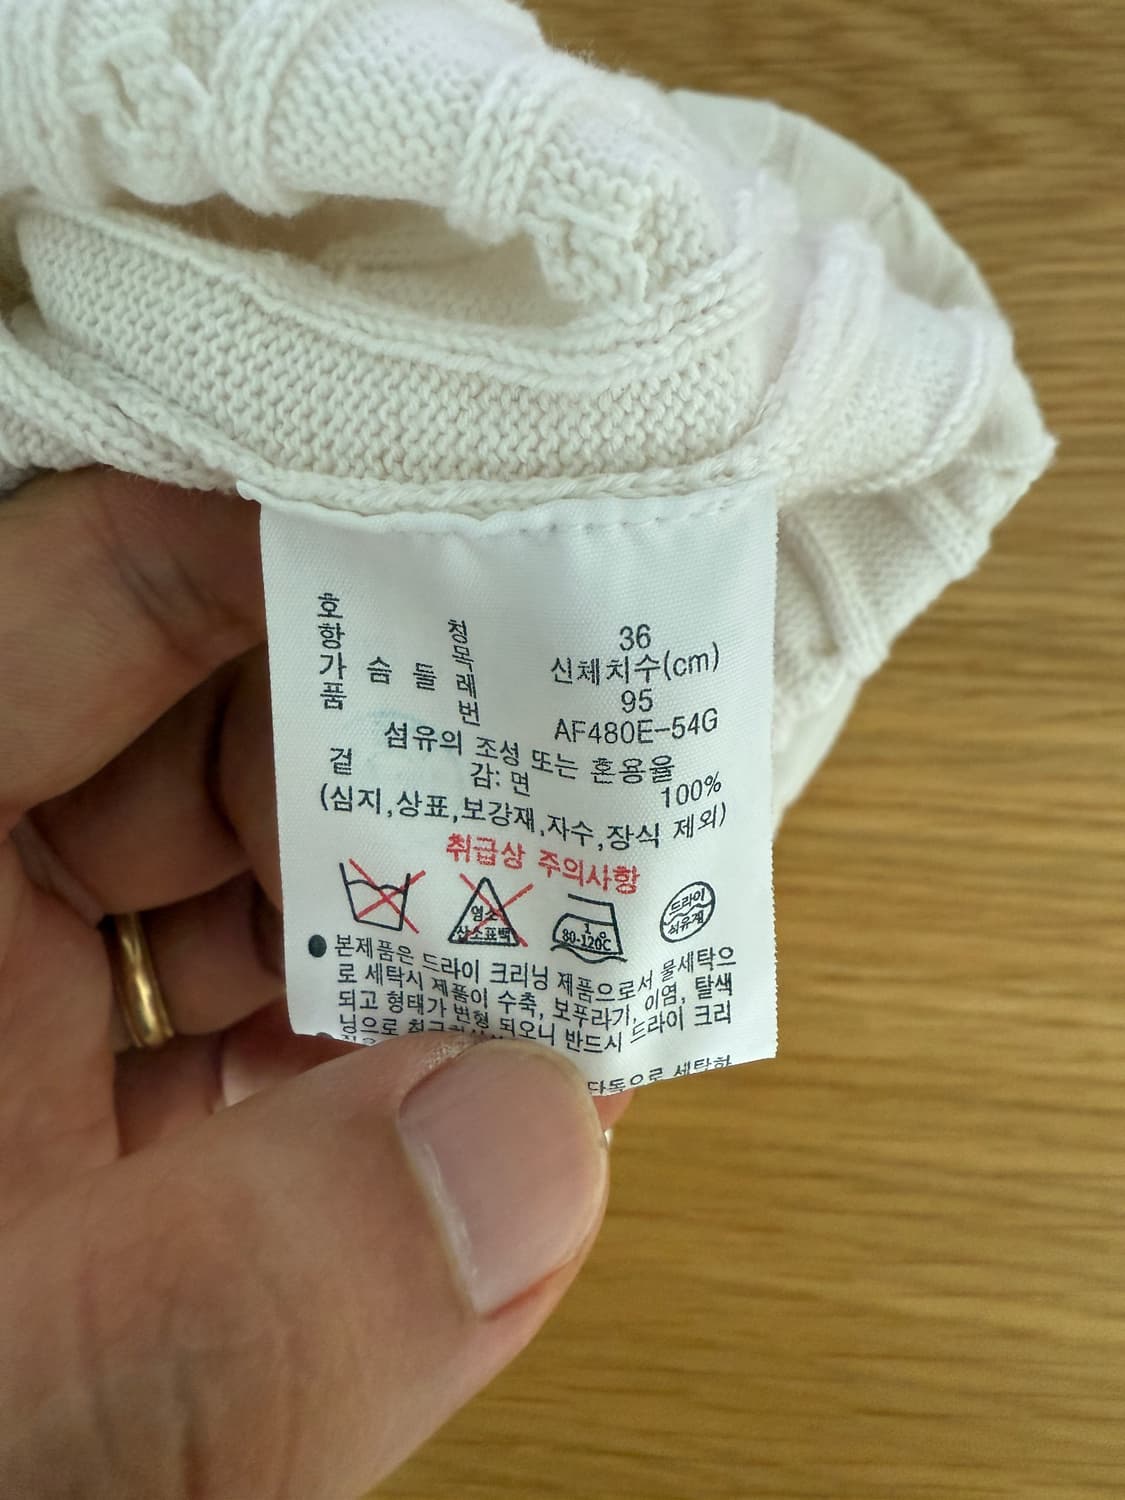 호 칭 36
항 목 신체치수(cm)
가 슴 둘 레 95
품 번 AF480E-54G
섬유의 조성 또는 혼용율
겉 감: 면 100%
(심지,상표,보강재,자수,장식 제외)
취급상 주의사항
염소
산소표백
1
80-120℃
드라이
석유계
● 본제품은 드라이 크리닝 제품으로서 물세탁으
로 세탁시 제품이 수축, 보푸라기, 이염, 탈색
되고 형태가 변형 되오니 반드시 드라이 크리
닝으로
단독으로 세탁하